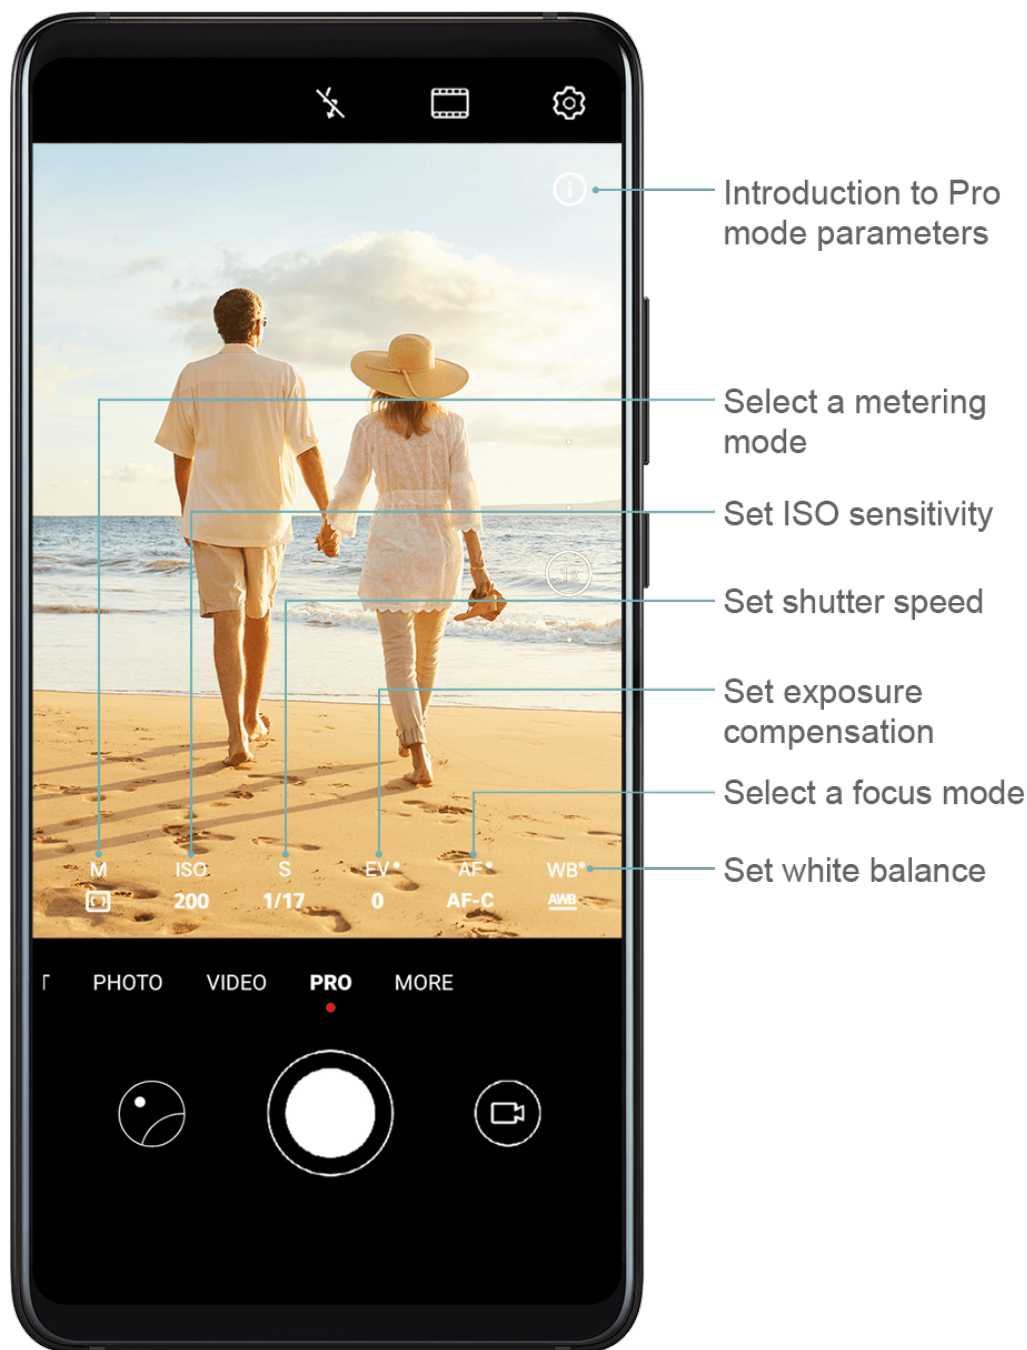 i
Introduction to Pro
mode parameters
Select a metering
mode
Set ISO sensitivity
1x
Set shutter speed
Set exposure
compensation
Select a focus mode
M ISO S EV AF WB
Set white balance
200 1/17 0 AF-C AWB
T PHOTO VIDEO PRO MORE